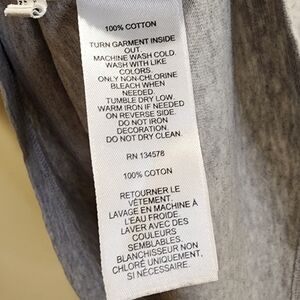 100% COTTON
TURN GARMENT INSIDE
OUT.
MACHINE WASH COLD.
WASH WITH LIKE
COLORS.
ONLY NON-CHLORINE
BLEACH WHEN
NEEDED.
TUMBLE DRY LOW.
WARM IRON IF NEEDED
ON REVERSE SIDE.
DO NOT IRON
DECORATION.
DO NOT DRY CLEAN.
RN 134578
100% COTON
RETOURNER LE
VÊTEMENT.
LAVAGE EN MACHINE À
L'EAU FROIDE.
LAVER AVEC DES
COULEURS
SEMBLABLES.
BLANCHISSEUR NON
CHLORÉ UNIQUEMENT,
SI NÉCESSAIRE.